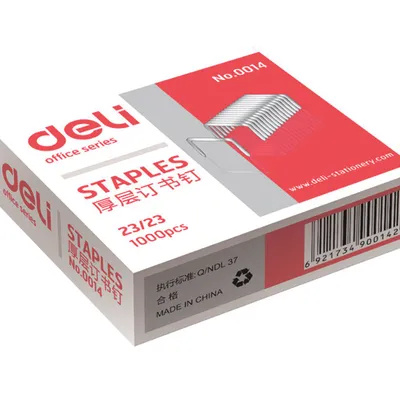 deli
office series
STAPLES
厚层订书钉
23/23
1000pcs
No.0014
www.deli-stationery.com
deli
office series
STAPLES
厚层订书钉
No.0014
执行标准: Q/NDL 37
合 格
MADE IN CHINA
6 921734 900142